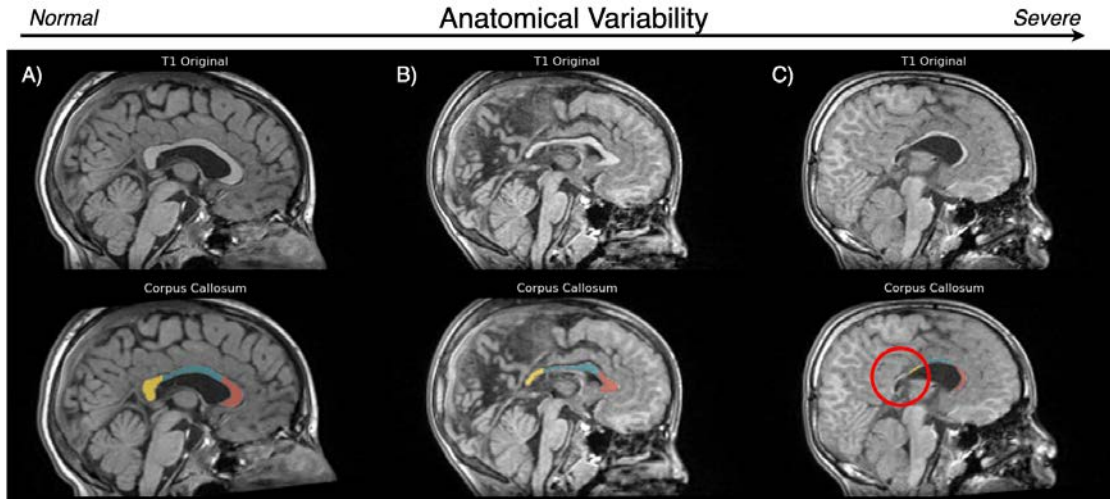 Normal
Anatomical Variability
Severe
A)
T1 Original
B)
T1 Original
C)
T1 Original
Corpus Callosum
Corpus Callosum
Corpus Callosum